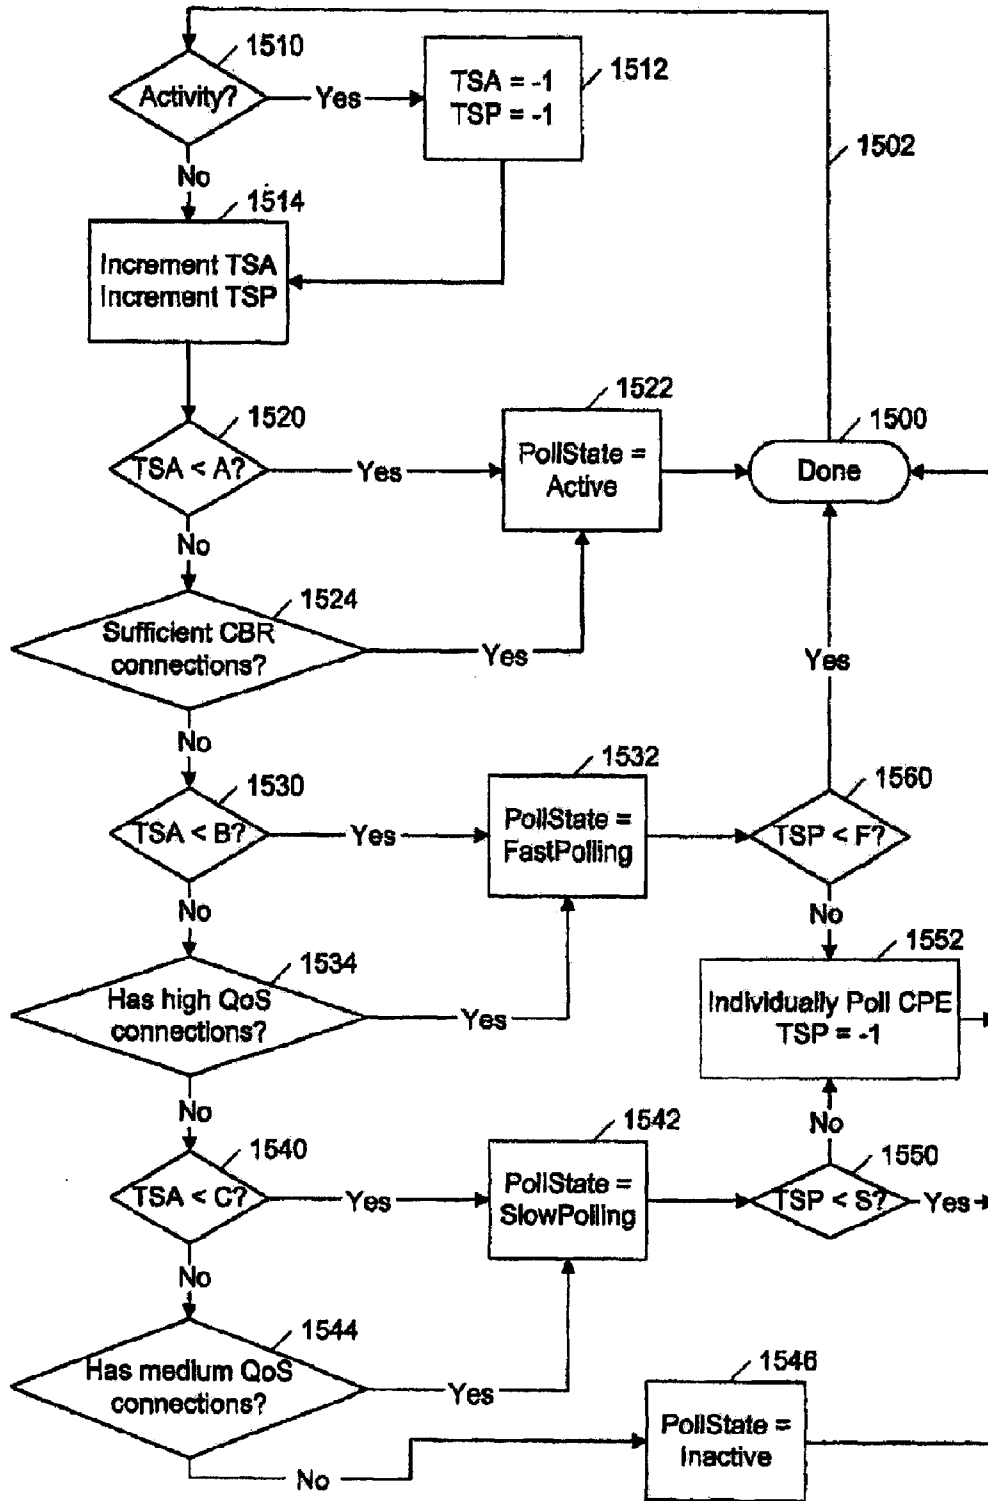 1510
Activity?
Yes
TSA = -1
TSP = -1
1512
1502
No
1514
Increment TSA
Increment TSP
1520
TSA < A?
Yes
1522
PollState =
Active
1500
Done
No
1524
Sufficient CBR
connections?
Yes
Yes
No
1530
TSA < B?
Yes
1532
PollState =
FastPolling
1560
TSP < F?
No
No
1534
Has high QoS
connections?
Yes
1552
Individually Poll CPE
TSP = -1
No
No
1540
TSA < C?
Yes
1542
PollState =
SlowPolling
1550
TSP < S?
Yes
No
1544
Has medium QoS
connections?
Yes
1546
PollState =
Inactive
No